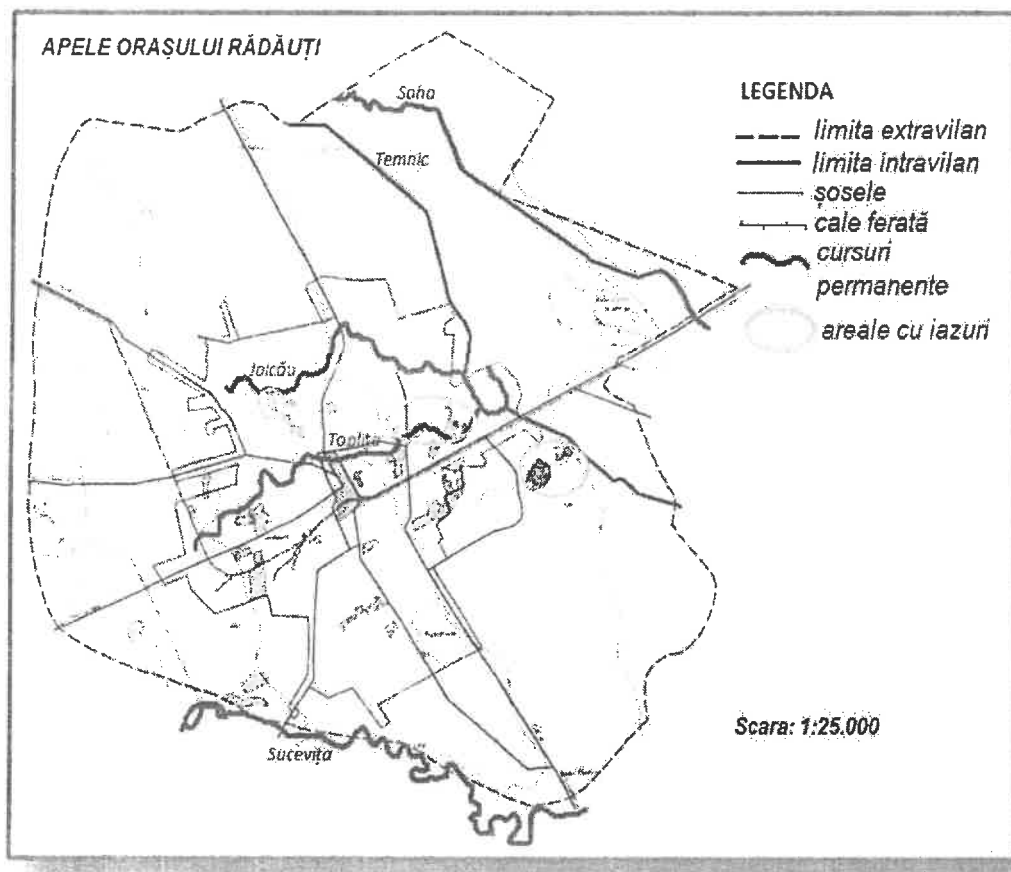 APELE ORAȘULUI RĂDĂUȚI
Saha
Temnic
LEGENDA
limita extravilan
limita intravilan
șosele
cale ferată
cursuri
permanente
areale cu iazuri
Joicău
Toplița
Sucevița
Scara: 1:25.000